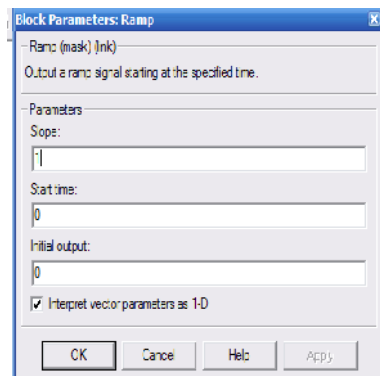 Block Parameters: Ramp
Ramp (mask) (link)
Output a ramp signal starting at the specified time.
Parameters
Slope:
1
Start time:
0
Initial output:
0
Interpret vector parameters as 1-D
OK Cancel Help Apply